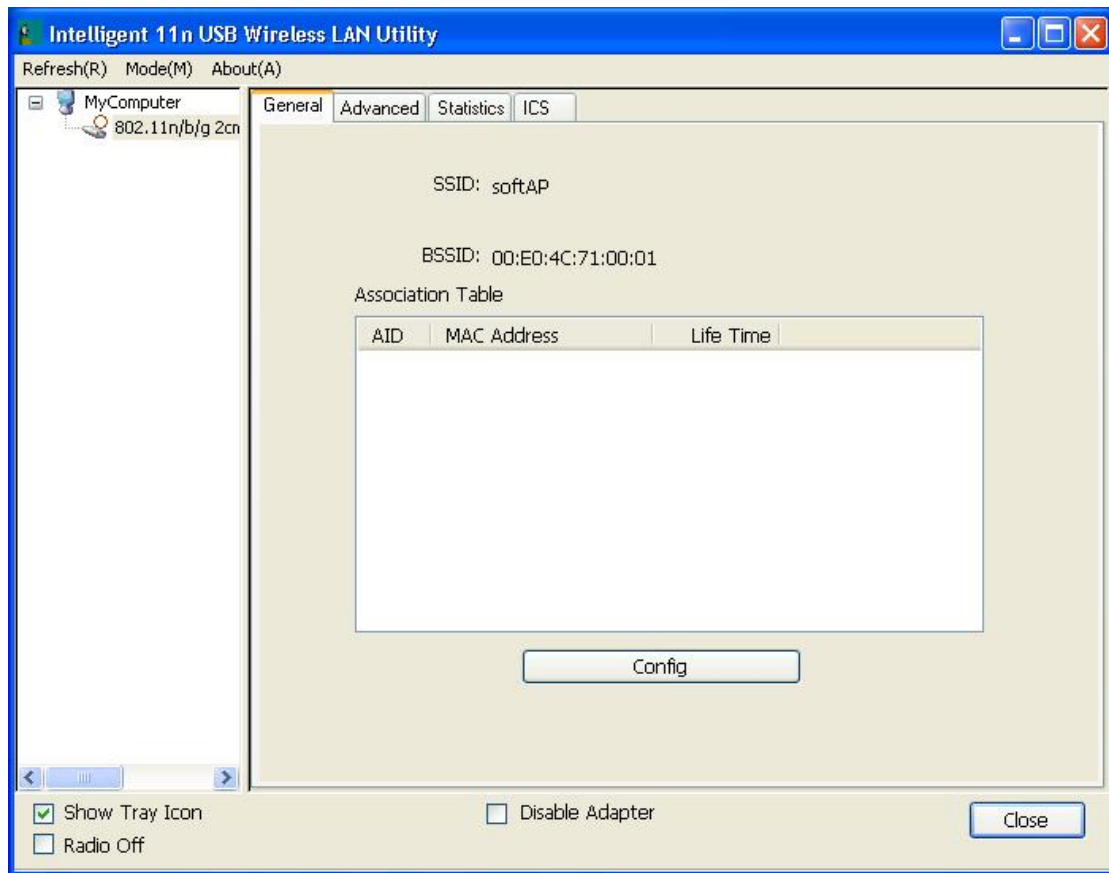 Intelligent 11n USB Wireless LAN Utility
Refresh(R) Mode(M) About(A)
MyComputer
802.11n/b/g 2cn
General Advanced Statistics ICS
SSID: softAP
BSSID: 00:E0:4C:71:00:01
Association Table
AID MAC Address Life Time
Config
Show Tray Icon
Radio Off
Disable Adapter
Close